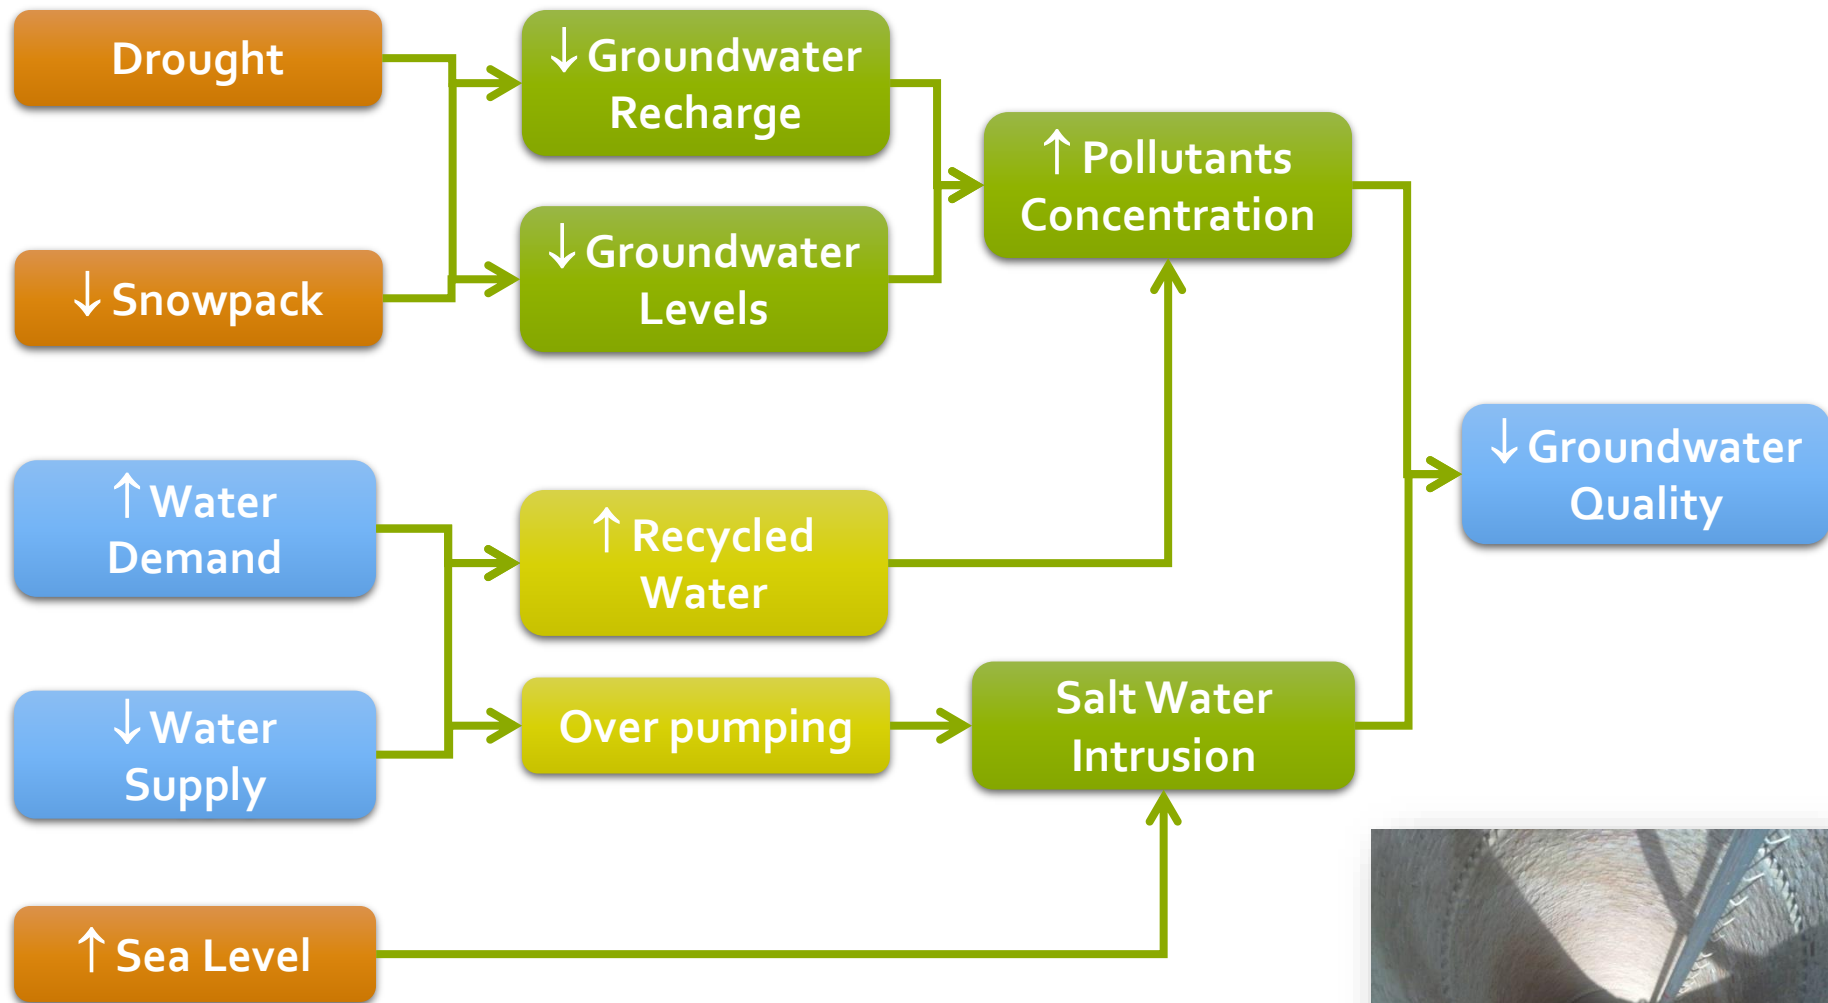 Drought
↓ Groundwater
Recharge
↑ Pollutants
Concentration
↓ Snowpack
↓ Groundwater
Levels
↑ Water
Demand
↑ Recycled
Water
↓ Groundwater
Quality
↓ Water
Supply
Over pumping
Salt Water
Intrusion
↑ Sea Level